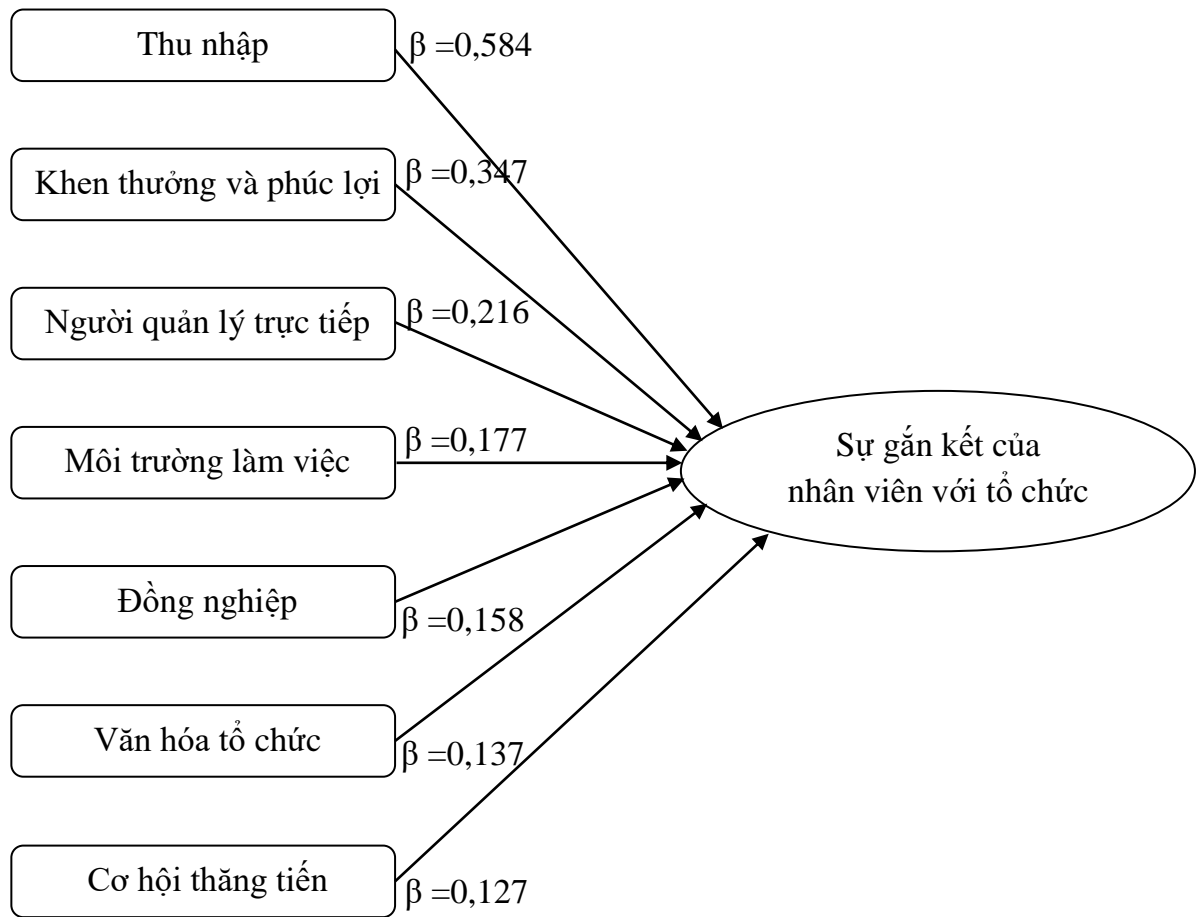 Thu nhập
β =0,584
Khen thưởng và phúc lợi
β =0,347
Người quản lý trực tiếp
β =0,216
Môi trường làm việc
β =0,177
Sự gắn kết của
nhân viên với tổ chức
Đồng nghiệp
β =0,158
Văn hóa tổ chức
β =0,137
Cơ hội thăng tiến
β =0,127